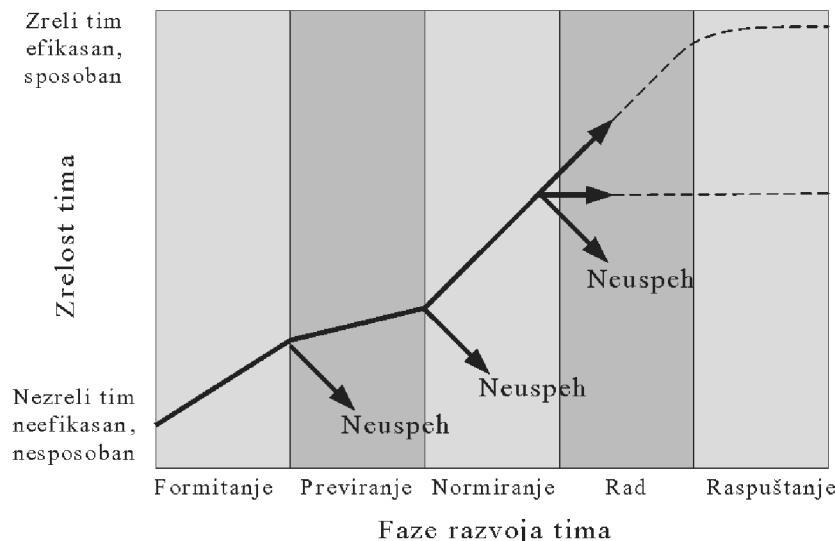 Zreli tim
efikasan,
sposoban
Zrelost tima
Neuspeh
Neuspeh
Neuspeh
Nezreli tim
neefikasan,
nesposoban
Formitanje
Previranje
Normiranje
Rad
Raspuštanje
Faze razvoja tima